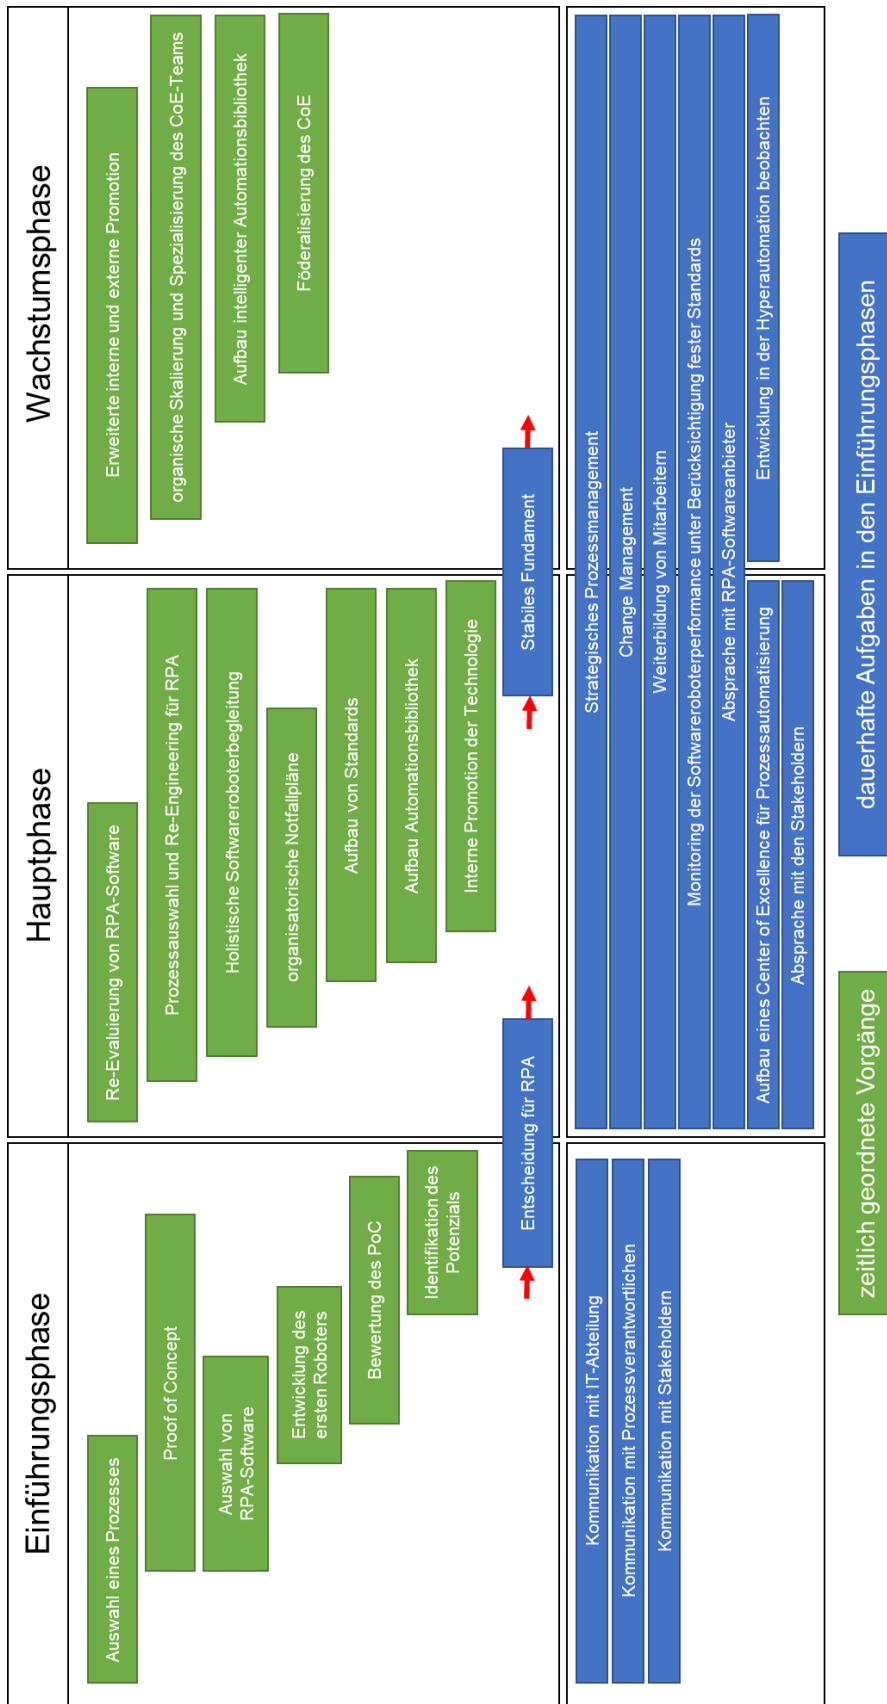 Einführungsphase
Auswahl eines Prozesses
Proof of Concept
Auswahl von
RPA-Software
Entwicklung des
ersten Roboters
Bewertung des PoC
Identifikation des
Potenzials
Entscheidung für RPA
Kommunikation mit IT-Abteilung
Kommunikation mit Prozessverantwortlichen
Kommunikation mit Stakeholdern
Hauptphase
Re-Evaluierung von RPA-Software
Prozessauswahl und Re-Engineering für RPA
Holistische Softwareroboterbegleitung
organisatorische Notfallpläne
Aufbau von Standards
Aufbau Automationsbibliothek
Interne Promotion der Technologie
Stabiles Fundament
Wachstumsphase
Erweiterte interne und externe Promotion
organische Skalierung und Spezialisierung des CoE-Teams
Aufbau intelligenter Automationsbibliothek
Föderalisierung des CoE
Strategisches Prozessmanagement
Change Management
Weiterbildung von Mitarbeitern
Monitoring der Softwareroboterperformance unter Berücksichtigung fester Standards
Absprache mit RPA-Softwareanbieter
Aufbau eines Center of Excellence für Prozessautomatisierung
Entwicklung in der Hyperautomation beobachten
Absprache mit den Stakeholdern
zeitlich geordnete Vorgänge
dauerhafte Aufgaben in den Einführungsphasen